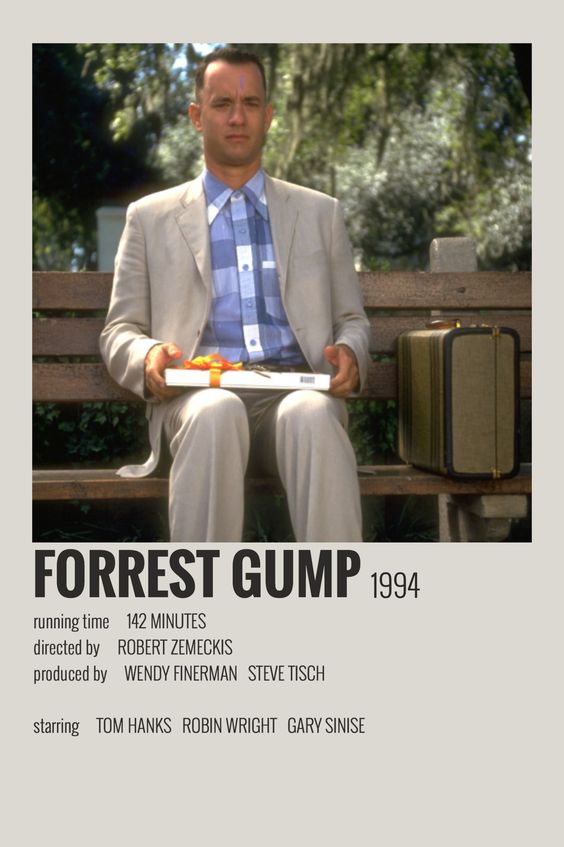 FORREST GUMP 1994
running time 142 MINUTES
directed by ROBERT ZEMECKIS
produced by WENDY FINERMAN STEVE TISCH
starring TOM HANKS ROBIN WRIGHT GARY SINISE